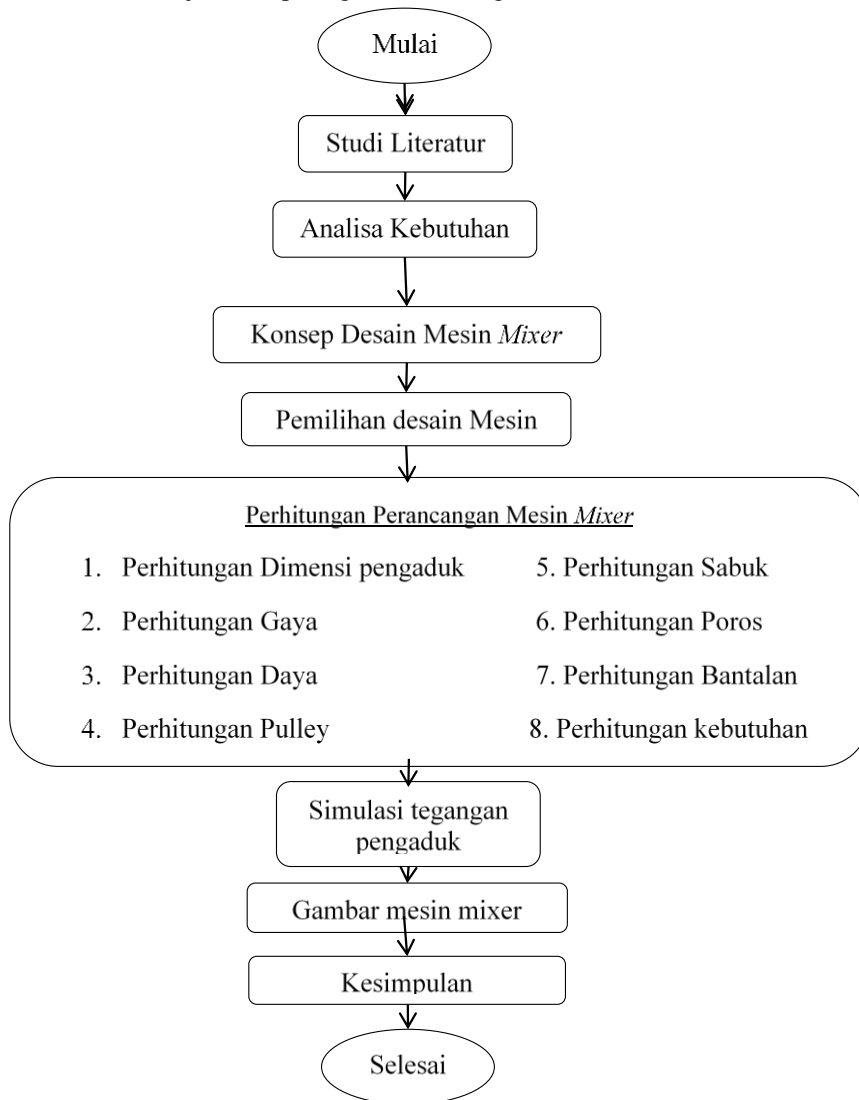 Mulai
Studi Literatur
Analisa Kebutuhan
Konsep Desain Mesin Mixer
Pemilihan desain Mesin
Perhitungan Perancangan Mesin Mixer
1. Perhitungan Dimensi pengaduk
2. Perhitungan Gaya
3. Perhitungan Daya
4. Perhitungan Pulley
5. Perhitungan Sabuk
6. Perhitungan Poros
7. Perhitungan Bantalan
8. Perhitungan kebutuhan
Simulasi tegangan
pengaduk
Gambar mesin mixer
Kesimpulan
Selesai